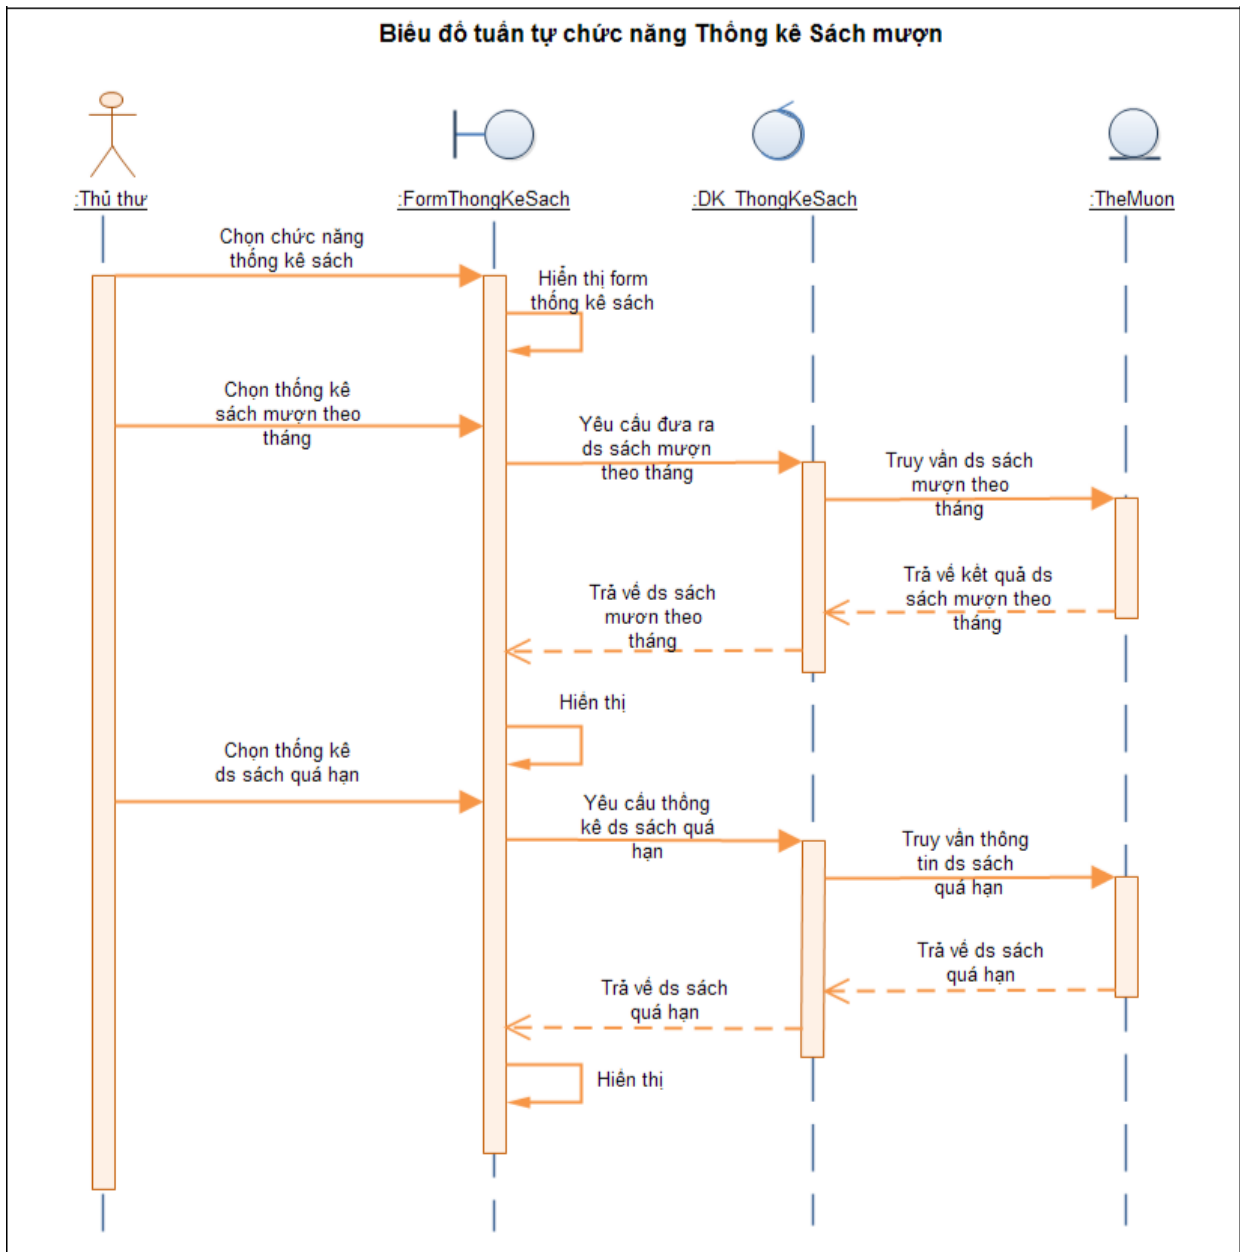 Biểu đồ tuần tự chức năng Thống kê Sách mượn
:Thủ thư
:FormThongKeSach
:DK_ThongKeSach
:TheMuon
Chọn chức năng
thống kê sách
Hiển thị form
thống kê sách
Chọn thống kê
sách mượn theo
tháng
Yêu cầu đưa ra
ds sách mượn
theo tháng
Truy vấn ds sách
mượn theo
tháng
Trả về kết quả ds
sách mượn theo
tháng
Trả về ds sách
mươn theo
tháng
Hiển thị
Chọn thống kê
ds sách quá hạn
Yêu cầu thống
kê ds sách quá
hạn
Truy vấn thông
tin ds sách
quá hạn
Trả về ds sách
quá hạn
Trả về ds sách
quá hạn
Hiển thị